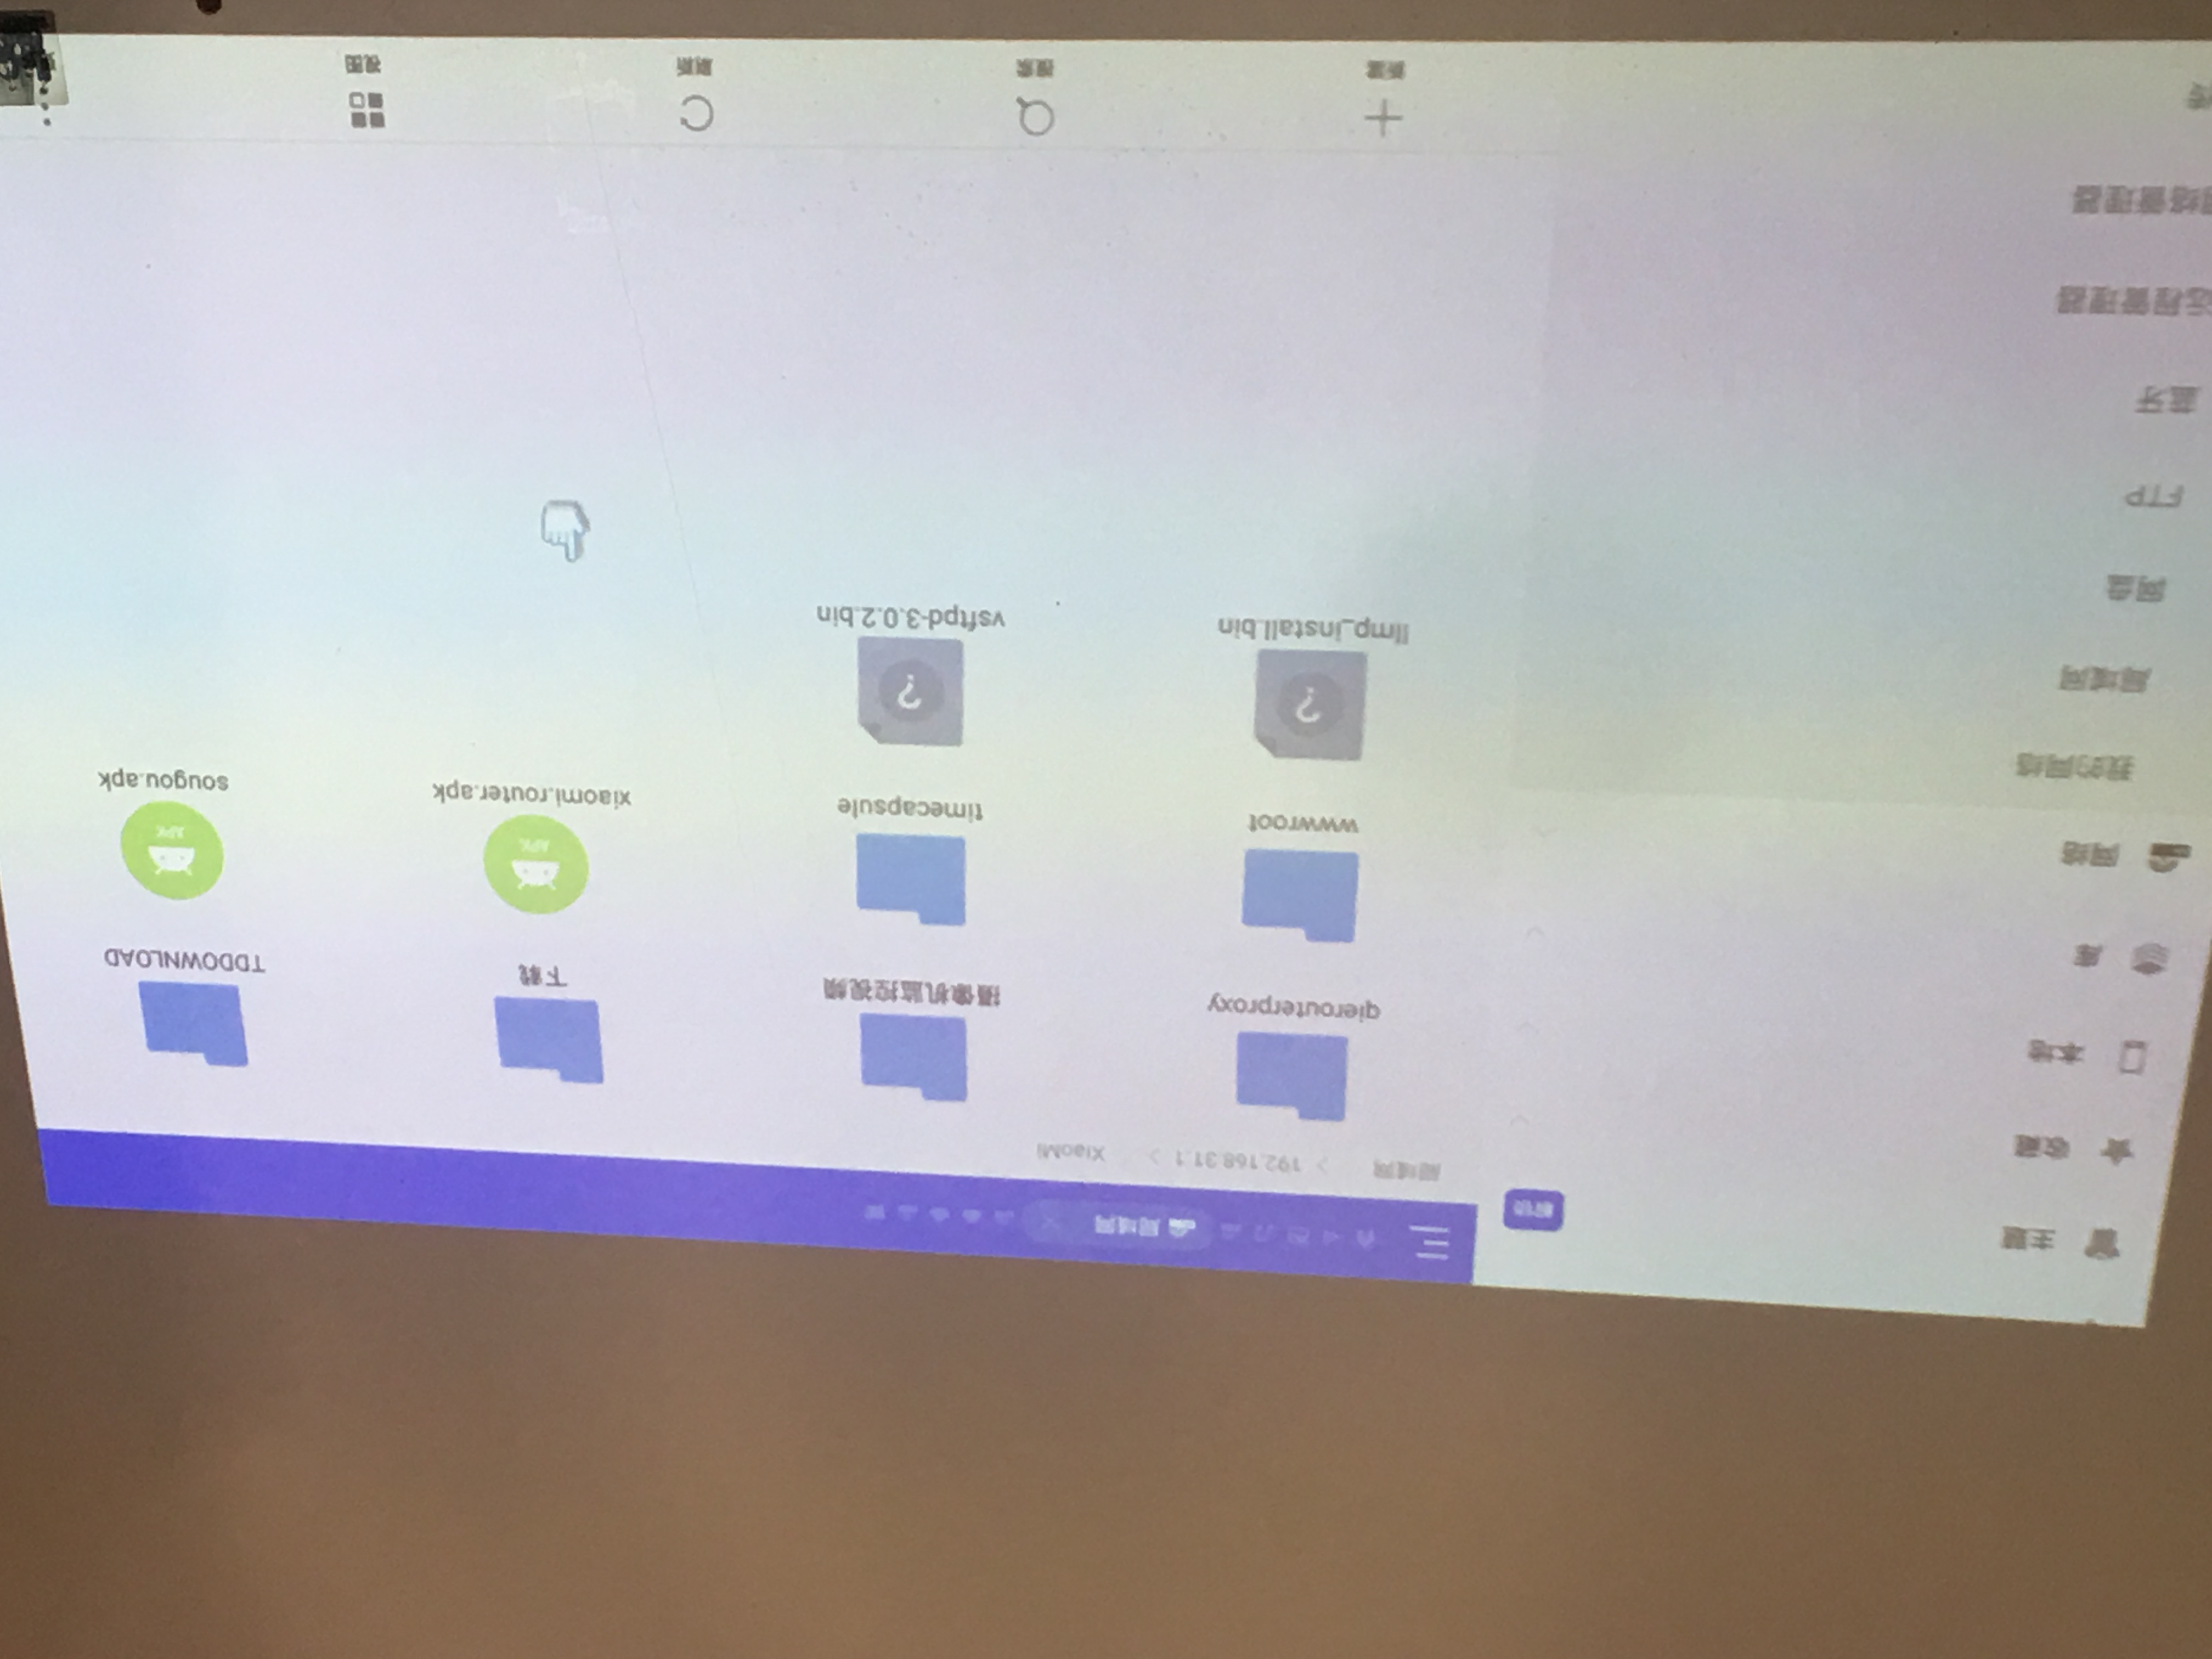 主题
解锁
收藏
本地
库
网络
我的网络
局域网
网盘
FTP
蓝牙
远程管理器
网络管理器
传
局域网
局域网 > 192.168.31.1 > XiaoMi
qierouterproxy
摄像机监控视频
下载
TDDOWNLOAD
wwwroot
timecapsule
APK
xiaomi.router.apk
APK
sougou.apk
llmp_install.bin
vsftpd-3.0.2.bin
新建
搜索
刷新
视图